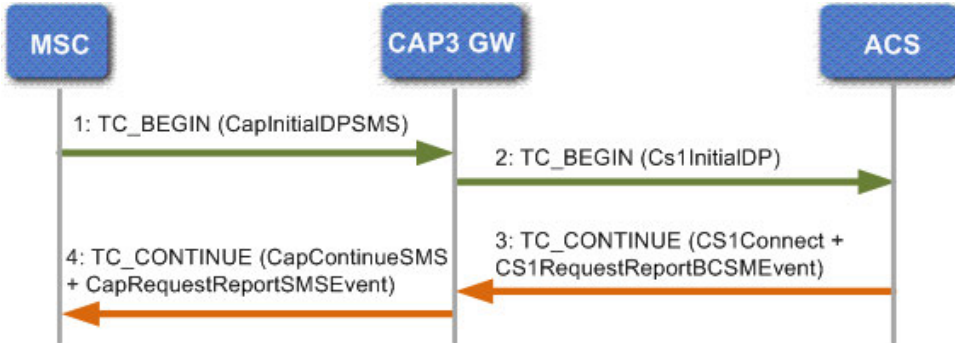 MSC
CAP3 GW
ACS
1: TC_BEGIN (CapInitialDPSMS)
2: TC_BEGIN (Cs1InitialDP)
3: TC_CONTINUE (CS1Connect +
CS1RequestReportBCSMEvent)
4: TC_CONTINUE (CapContinueSMS
+ CapRequestReportSMSEvent)